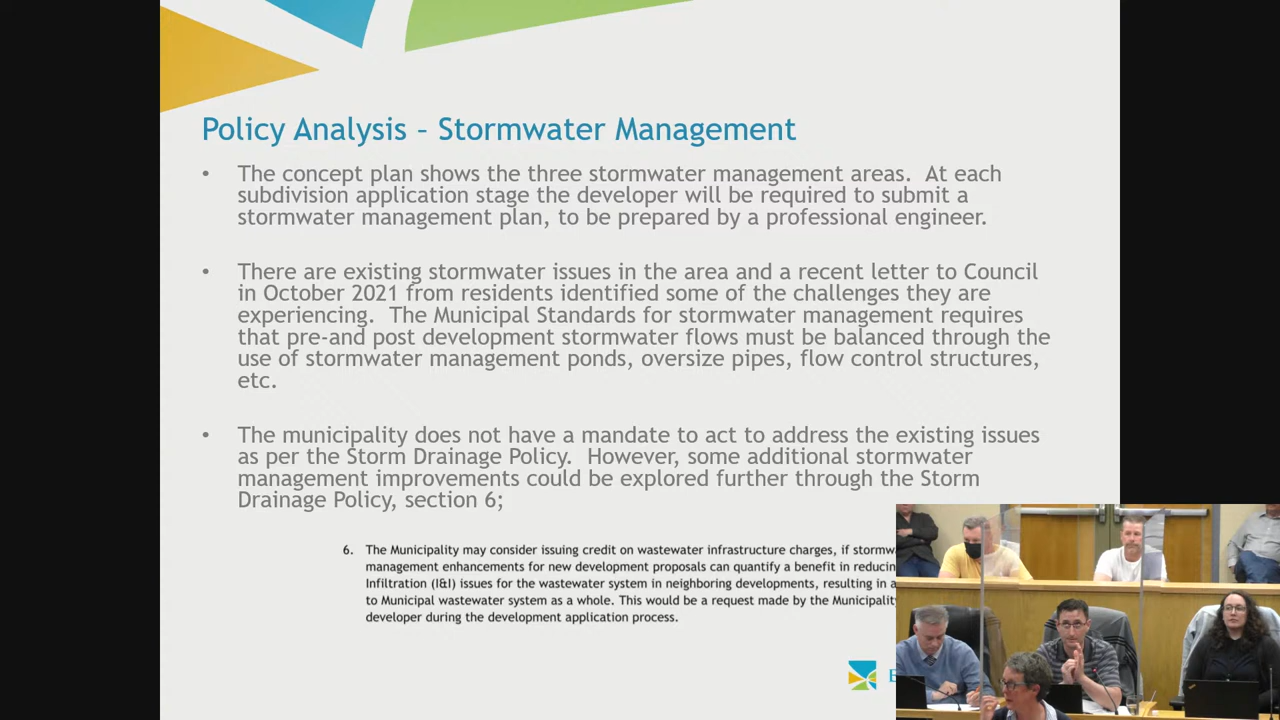 Policy Analysis – Stormwater Management
• The concept plan shows the three stormwater management areas. At each
subdivision application stage the developer will be required to submit a
stormwater management plan, to be prepared by a professional engineer.
• There are existing stormwater issues in the area and a recent letter to Council
in October 2021 from residents identified some of the challenges they are
experiencing. The Municipal Standards for stormwater management requires
that pre-and post development stormwater flows must be balanced through the
use of stormwater management ponds, oversize pipes, flow control structures,
etc.
• The municipality does not have a mandate to act to address the existing issues
as per the Storm Drainage Policy. However, some additional stormwater
management improvements could be explored further through the Storm
Drainage Policy, section 6;
6. The Municipality may consider issuing credit on wastewater infrastructure charges, if
management enhancements for new development proposals can quantify a benefit in reducing
Infiltration (I&I) issues for the wastewater system in neighboring developments, resulting in
to Municipal wastewater system as a whole. This would be a request made by the Municipality
developer during the development application process.